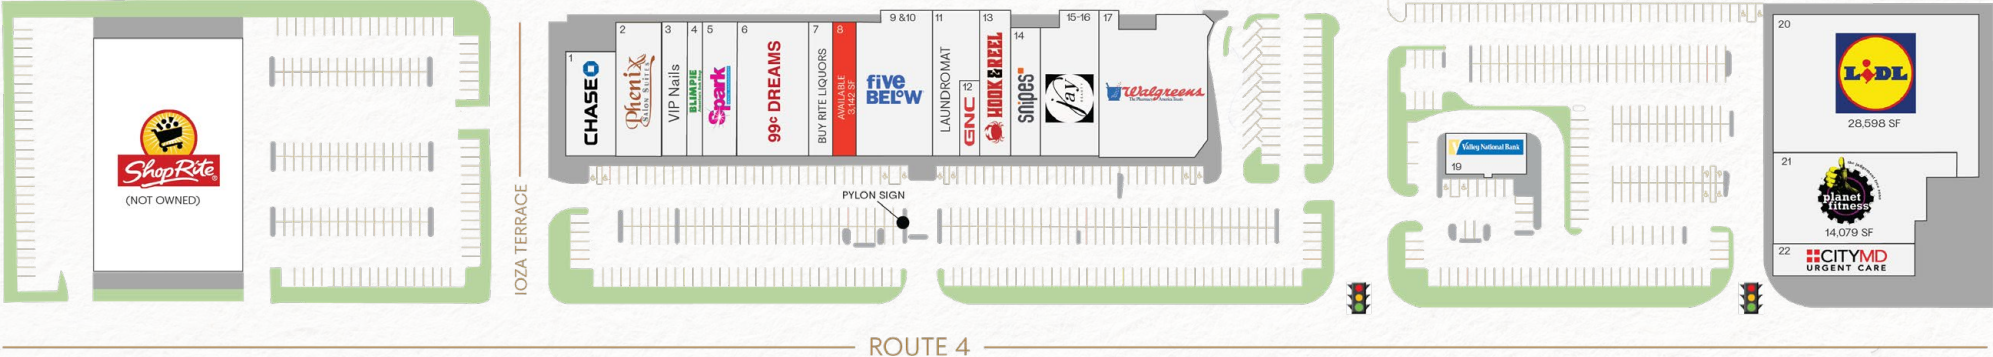 ShopRite
(NOT OWNED)
IOZA TERRACE
1
CHASE
2
Phenix
SALON SUITES
3
VIP Nails
4
BLIMPIE
5
Spark
6
99¢ DREAMS
7
BUY RITE LIQUORS
8
AVAILABLE
3,142 SF
9 &10
five
BELOW
11
LAUNDROMAT
12
GNC
13
HOOK & REEL
14
snipes
15-16
jay
17
Walgreens
PYLON SIGN
19
Valley National Bank
20
LIDL
28,598 SF
21
planet
fitness
14,079 SF
22
CITYMD
URGENT CARE
ROUTE 4